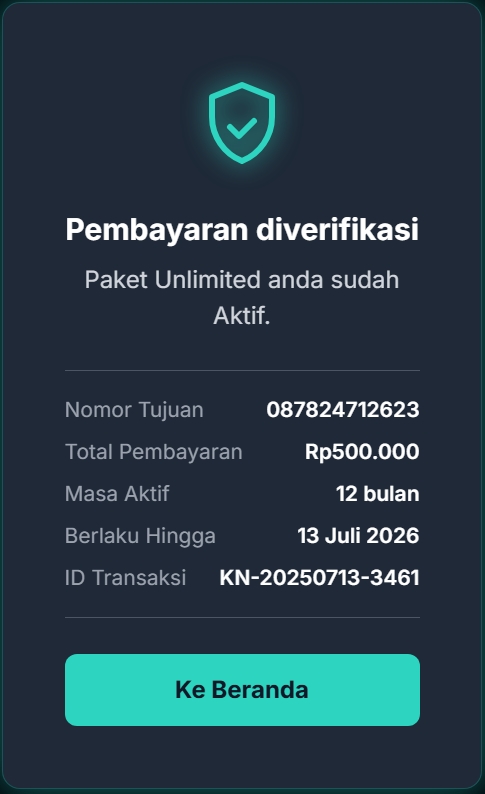 Pembayaran diverifikasi
Paket Unlimited anda sudah
Aktif.
Nomor Tujuan 087824712623
Total Pembayaran Rp500.000
Masa Aktif 12 bulan
Berlaku Hingga 13 Juli 2026
ID Transaksi KN-20250713-3461
Ke Beranda